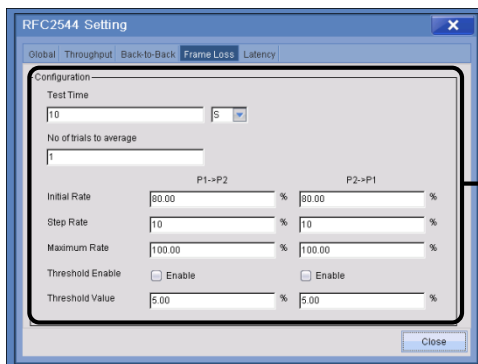 RFC2544 Setting
Global Throughput Back-to-Back Frame Loss Latency
Configuration
Test Time
10 S
No of trials to average
1
P1->P2 P2->P1
Initial Rate 80.00 % 80.00 %
Step Rate 10 % 10 %
Maximum Rate 100.00 % 100.00 %
Threshold Enable Enable Enable
Threshold Value 5.00 % 5.00 %
Close